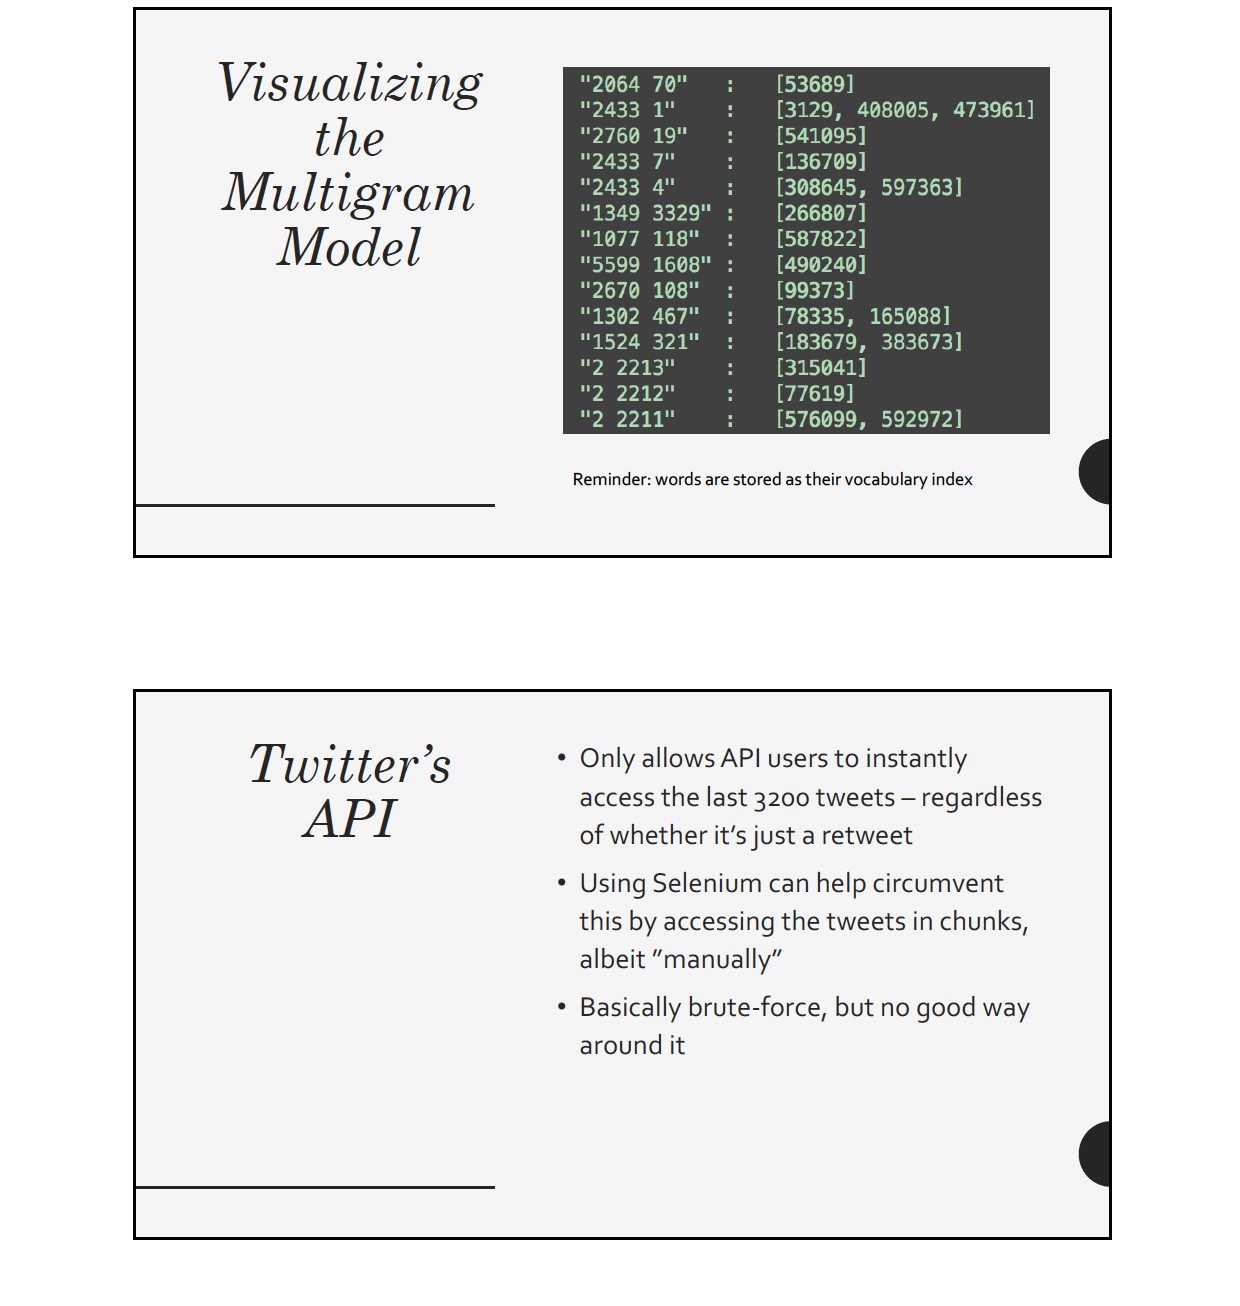 Visualizing
the
Multigram
Model
"2064 70" : [53689]
"2433 1" : [3129, 408005, 473961]
"2760 19" : [541095]
"2433 7" : [136709]
"2433 4" : [308645, 597363]
"1349 3329" : [266807]
"1077 118" : [587822]
"5599 1608" : [490240]
"2670 108" : [99373]
"1302 467" : [78335, 165088]
"1524 321" : [183679, 383673]
"2 2213" : [315041]
"2 2212" : [77619]
"2 2211" : [576099, 592972]
Reminder: words are stored as their vocabulary index
Twitter’s
API
• Only allows API users to instantly
access the last 3200 tweets – regardless
of whether it’s just a retweet
• Using Selenium can help circumvent
this by accessing the tweets in chunks,
albeit ”manually”
• Basically brute-force, but no good way
around it